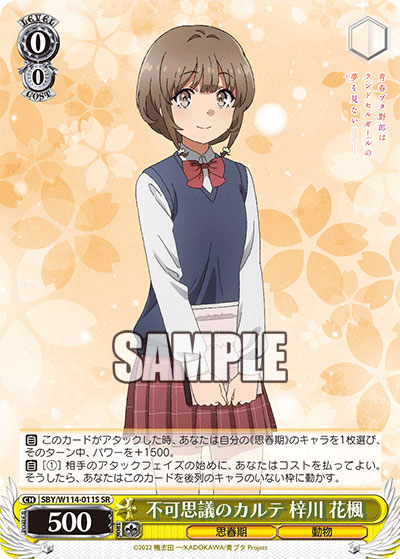 LEVEL
0
0
COST
青春ブタ野郎は
ランドセルガールの
夢を見ない
SAMPLE
自 このカードがアタックした時、あなたは自分の《思春期》のキャラを1枚選び、
そのターン中、パワーを+1500。
自 [①] 相手のアタックフェイズの始めに、あなたはコストを払ってよい。
そうしたら、あなたはこのカードを後列のキャラのいない枠に動かす。
CH SBY/W114-011S SR
不可思議のカルテ 梓川 花楓
POWER
500
SOUL
思春期
動物
©2022 鴨志田 一/KADOKAWA/青ブタ Project